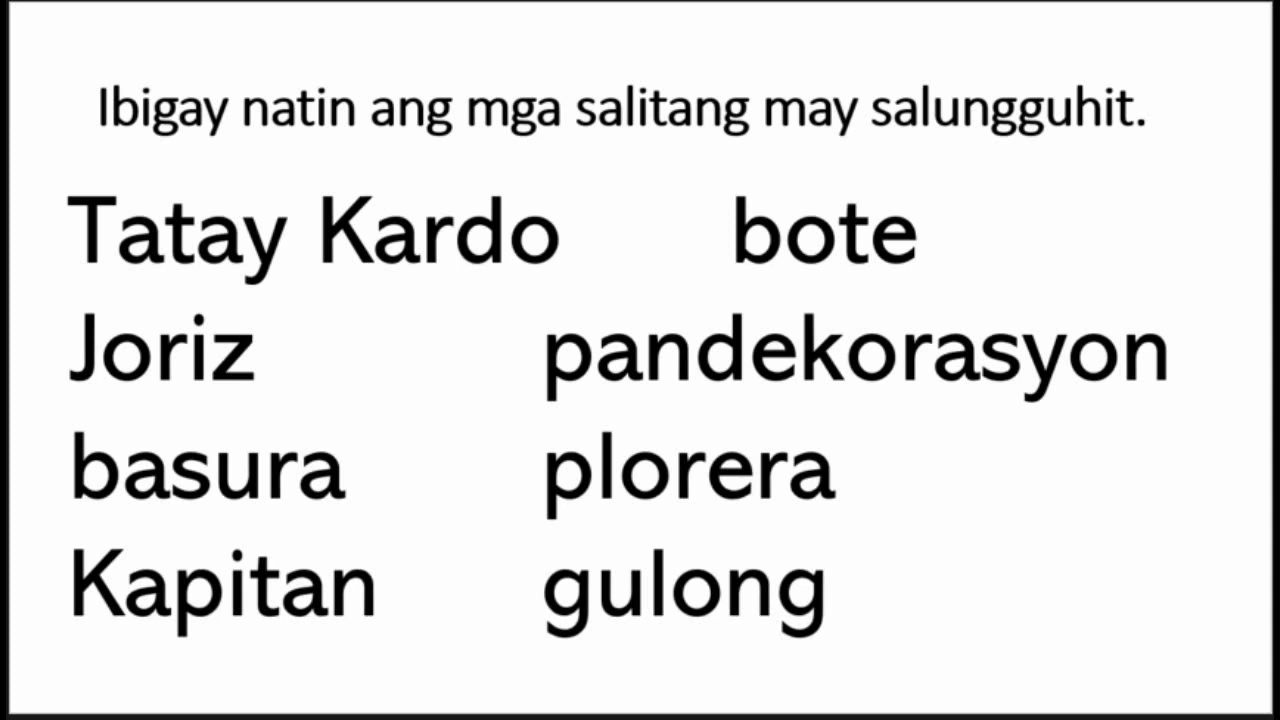 Ibigay natin ang mga salitang may salungguhit.
Tatay Kardo bote
Joriz pandekorasyon
basura plorera
Kapitan gulong